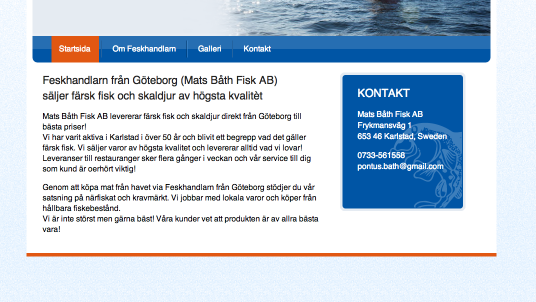 Startsida Om Feskhandlarn Galleri Kontakt
Feskhandlarn från Göteborg (Mats Båth Fisk AB)
säljer färsk fisk och skaldjur av högsta kvalitèt
Mats Båth Fisk AB levererar färsk fisk och skaldjur direkt från Göteborg till
bästa priser!
Vi har varit aktiva i Karlstad i över 50 år och blivit ett begrepp vad det gäller
färsk fisk. Vi säljer varor av högsta kvalitet och levererar alltid vad vi lovar!
Leveranser till restauranger sker flera gånger i veckan och vår service till dig
som kund är oerhört viktig!
Genom att köpa mat från havet via Feskhandlarn från Göteborg stödjer du vår
satsning på närfiskat och kravmärkt. Vi jobbar med lokala varor och köper från
hållbara fiskebestånd.
Vi är inte störst men gärna bäst! Våra kunder vet att produkten är av allra bästa
vara!
KONTAKT
Mats Båth Fisk AB
Frykmansväg 1
653 46 Karlstad, Sweden
0733-561558
pontus.bath@gmail.com